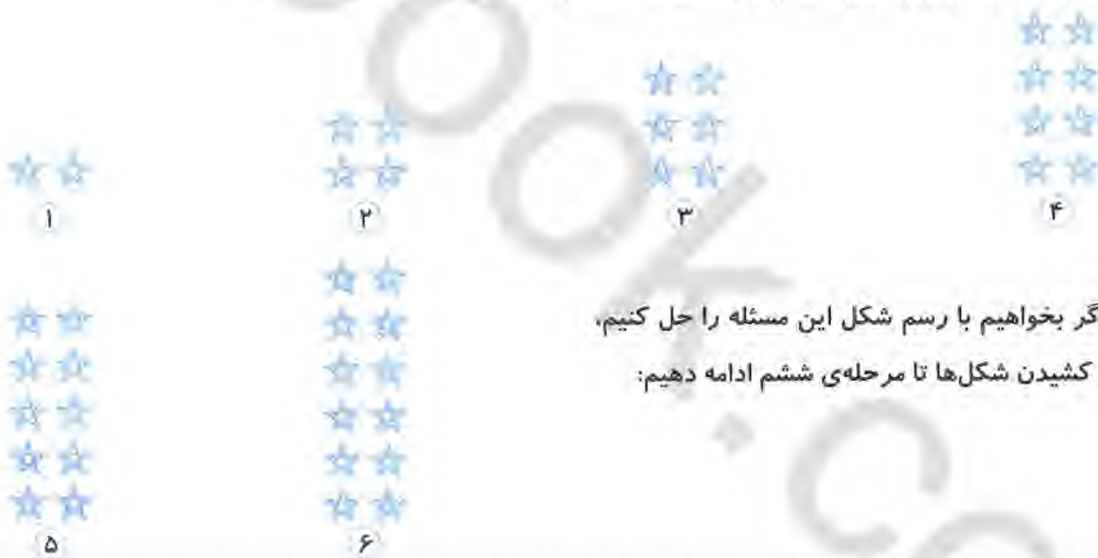 ۱ ۲ ۳ ۴
گر بخواهیم با رسم شکل این مسئله را حل کنیم،
کشیدن شکل‌ها تا مرحله‌ی ششم ادامه دهیم:
۵ ۶